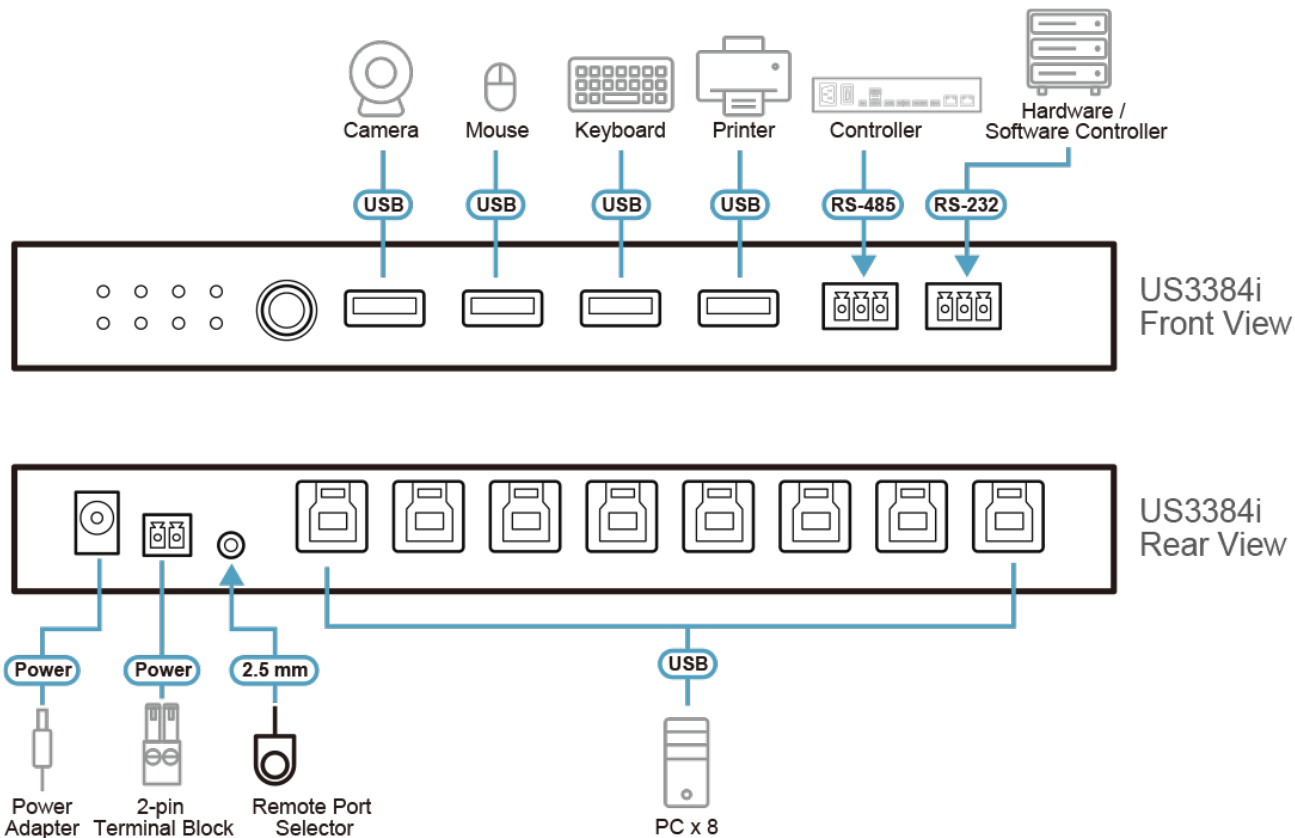 Camera
Mouse
Keyboard
Printer
Controller
Hardware /
Software Controller
USB
USB
USB
USB
RS-485
RS-232
US3384i
Front View
US3384i
Rear View
Power
Power
2.5 mm
USB
Power
Adapter
2-pin
Terminal Block
Remote Port
Selector
PC x 8